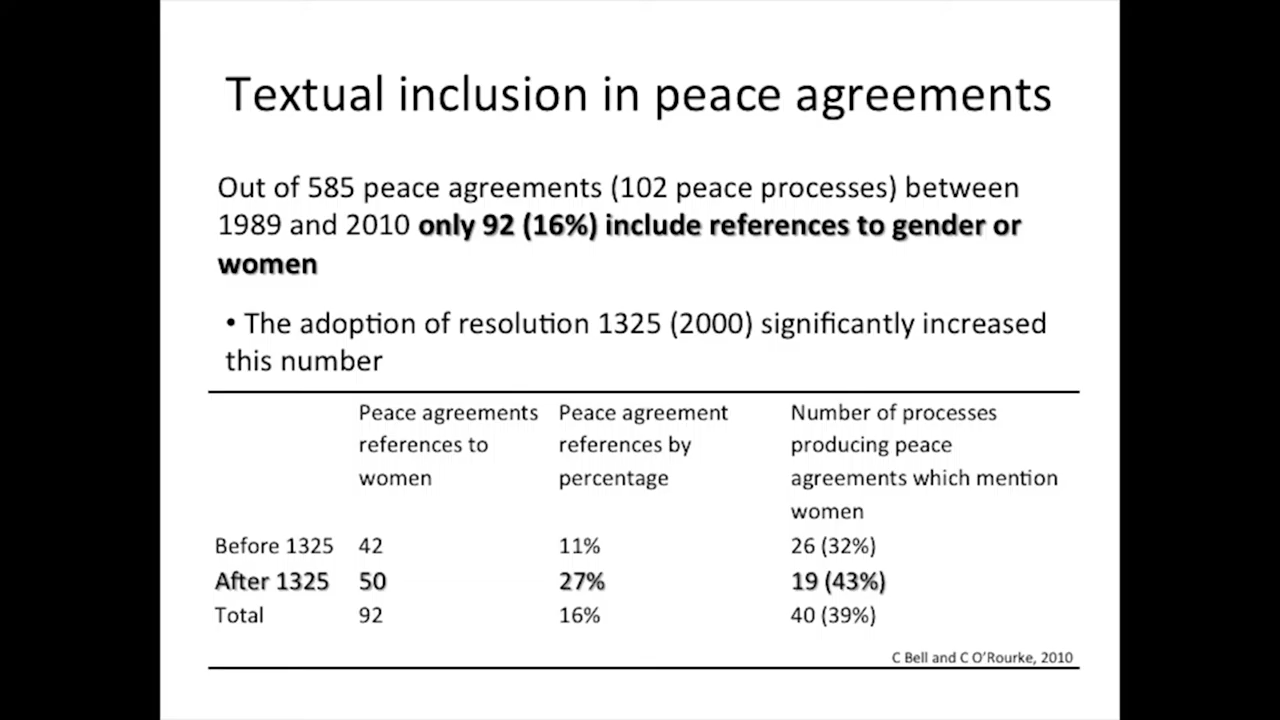 Textual inclusion in peace agreements
Out of 585 peace agreements (102 peace processes) between
1989 and 2010 only 92 (16%) include references to gender or
women
• The adoption of resolution 1325 (2000) significantly increased
this number
Peace agreements references to women
Peace agreement references by percentage
Number of processes producing peace agreements which mention women
Before 1325 42 11% 26 (32%)
After 1325 50 27% 19 (43%)
Total 92 16% 40 (39%)
C Bell and C O'Rourke, 2010